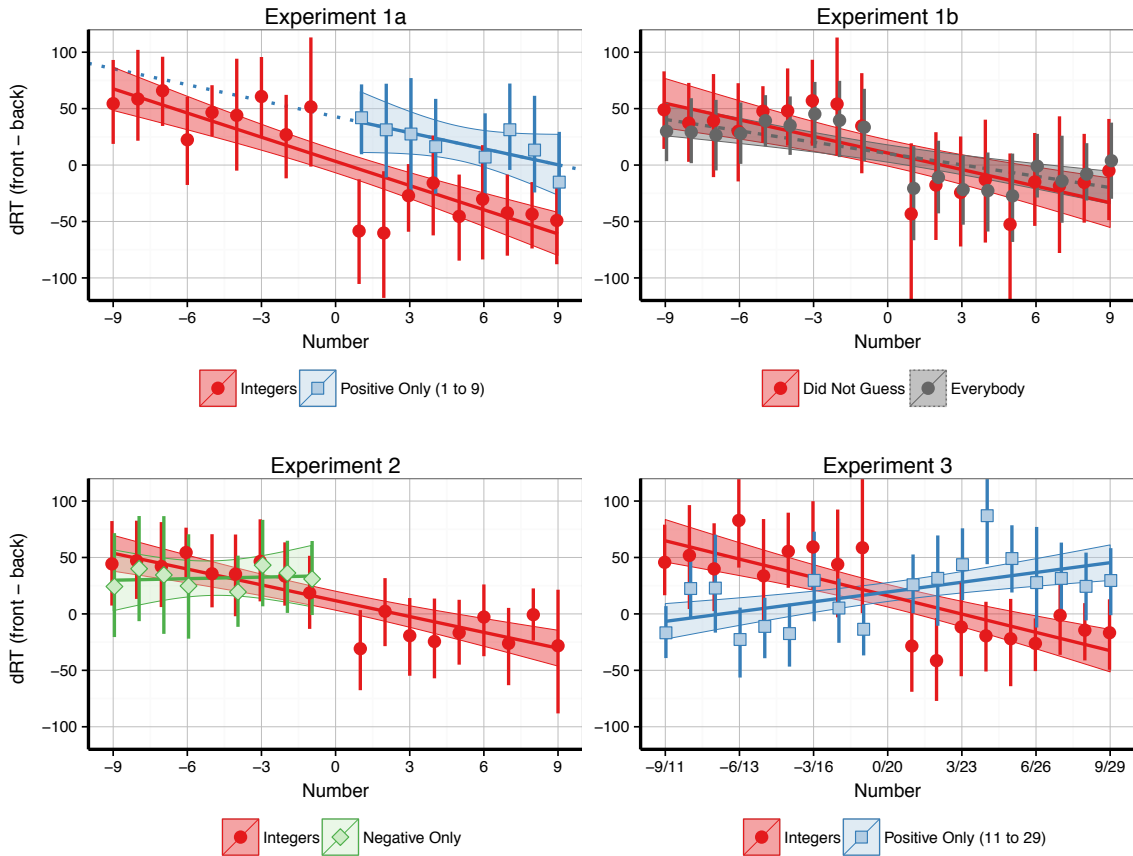 Experiment 1a
Experiment 1b
dRT (front – back)
100
50
0
−50
−100
100
50
0
−50
−100
−9 −6 −3 0 3 6 9
−9 −6 −3 0 3 6 9
Number
Number
Integers Positive Only (1 to 9)
Did Not Guess Everybody
Experiment 2
Experiment 3
dRT (front – back)
100
50
0
−50
−100
100
50
0
−50
−100
−9 −6 −3 0 3 6 9
−9/11 −6/13 −3/16 0/20 3/23 6/26 9/29
Number
Number
Integers Negative Only
Integers Positive Only (11 to 29)